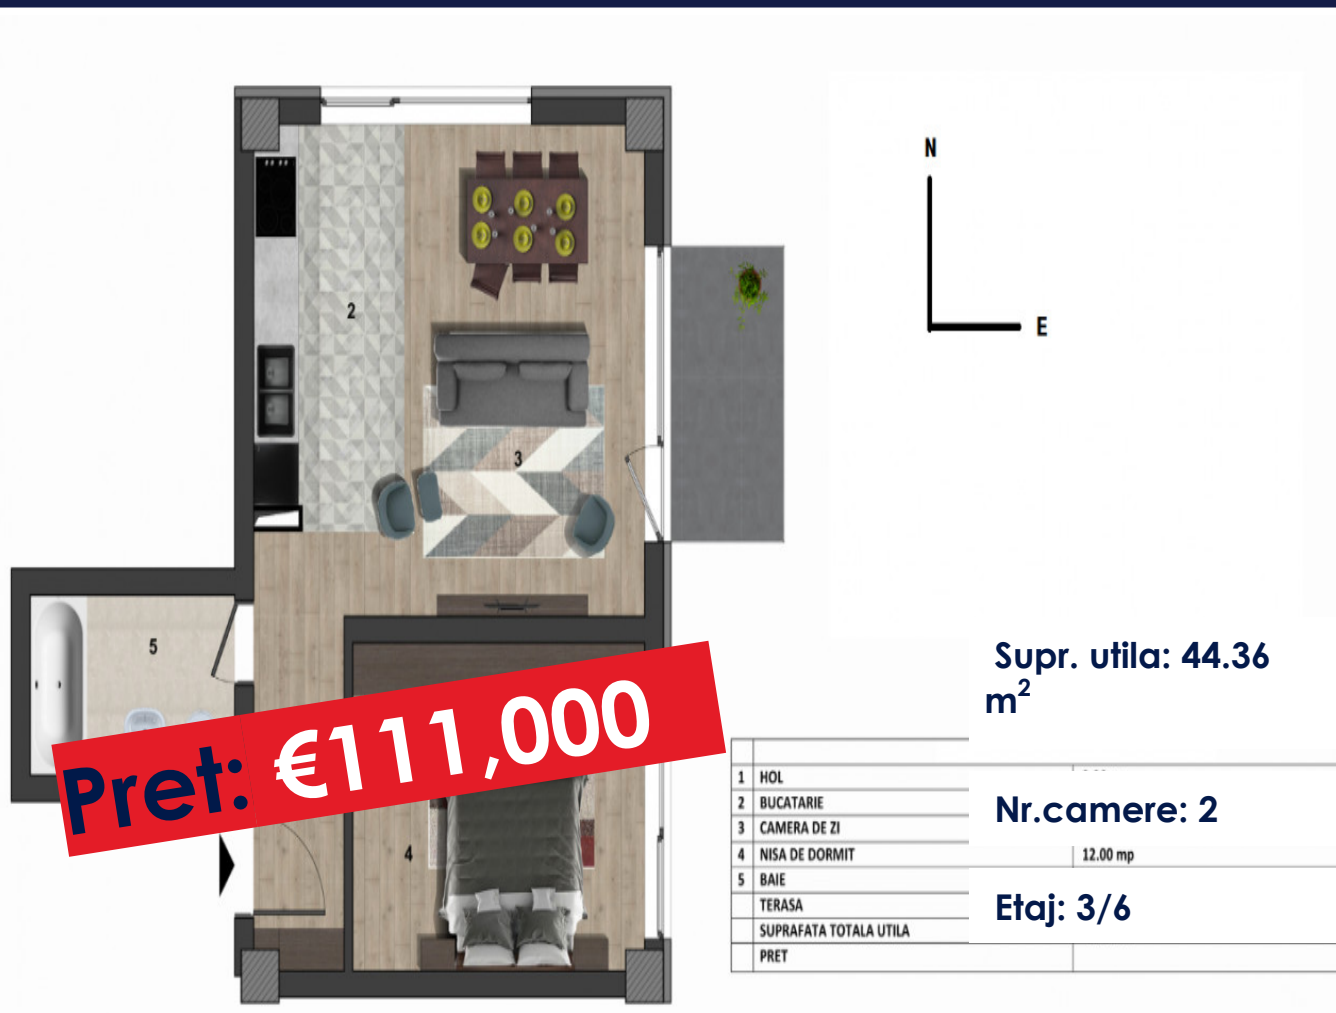 N
E
2
3
5
4
Pret: €111,000
Supr. utila: 44.36
m²
Nr.camere: 2
Etaj: 3/6
1 HOL
2 BUCATARIE
3 CAMERA DE ZI
4 NISA DE DORMIT 12.00 mp
5 BAIE
TERASA
SUPRAFATA TOTALA UTILA
PRET